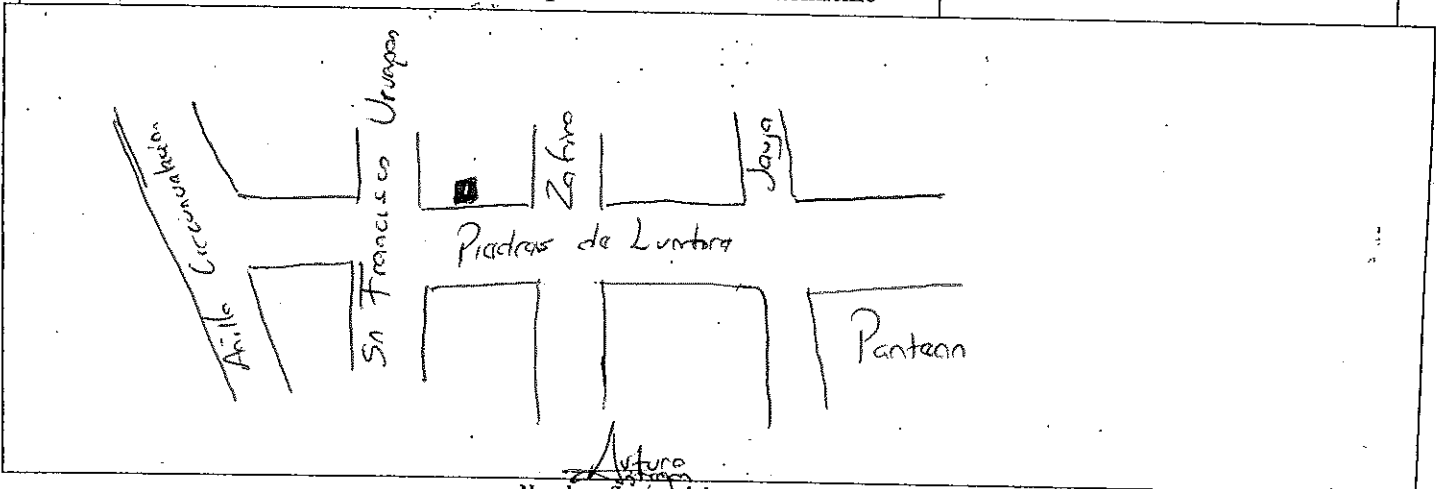 Anillo Circunvalación
Sn Francisco Uruapan
Zafiro
Jauja
Piedras de Lumbre
Panteon
Arturo